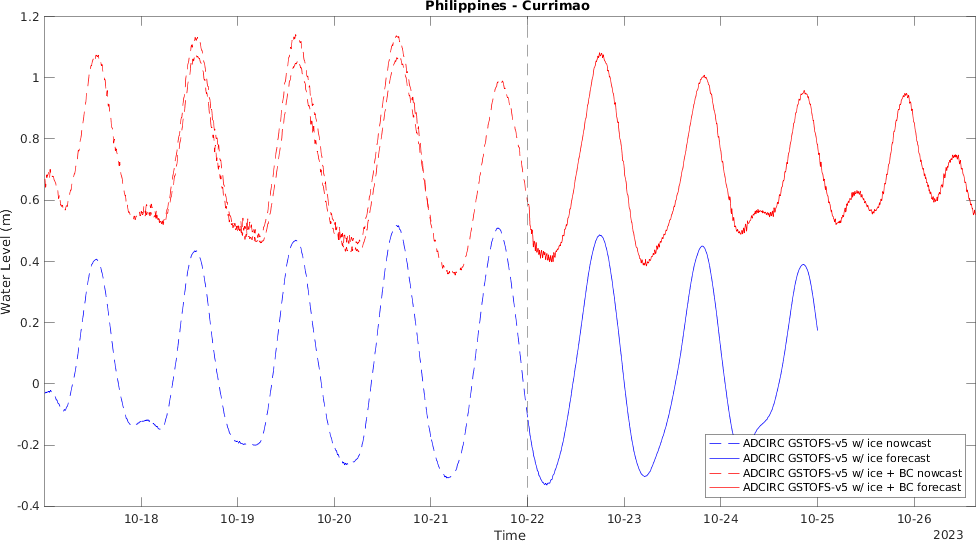 Philippines - Currimao
1.2
1
0.8
0.6
0.4
0.2
0
-0.2
-0.4
Water Level (m)
ADCIRC GSTOFS-v5 w/ ice nowcast
ADCIRC GSTOFS-v5 w/ ice forecast
ADCIRC GSTOFS-v5 w/ ice + BC nowcast
ADCIRC GSTOFS-v5 w/ ice + BC forecast
10-18 10-19 10-20 10-21 10-22 10-23 10-24 10-25 10-26
Time
2023